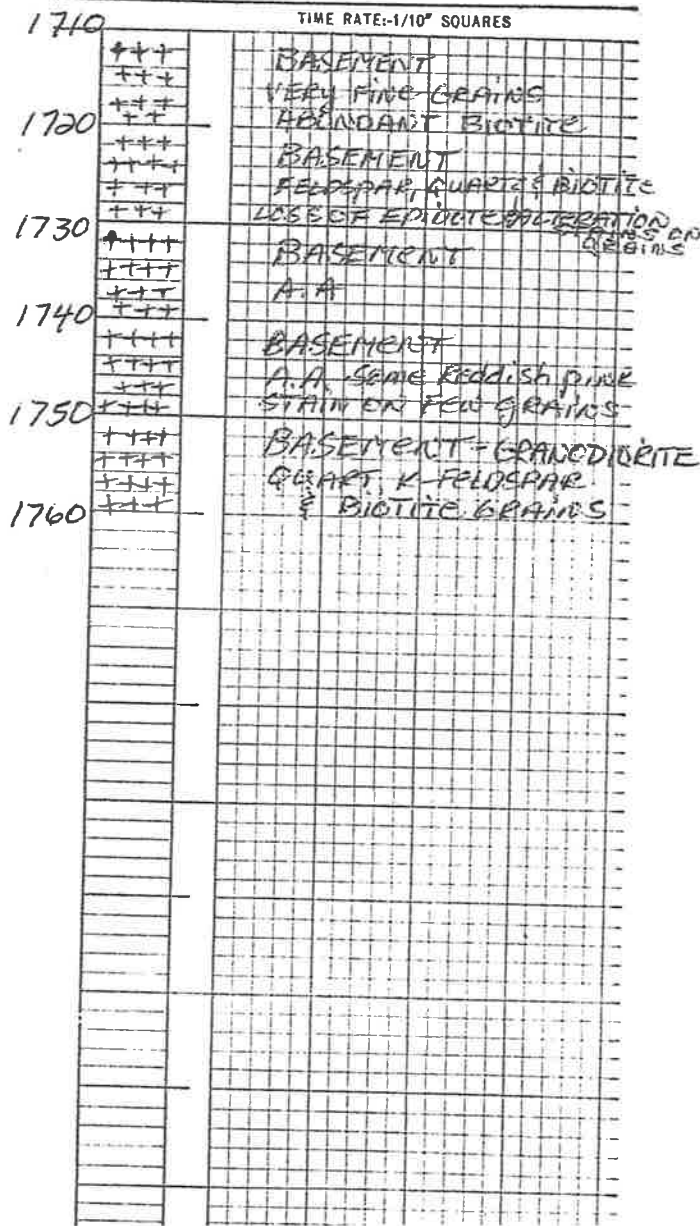 TIME RATE:-1/10" SQUARES
1710
BASEMENT
VERY FINE GRAINS
1720
ABUNDANT BIOTITE
BASEMENT
FELDSPAR, QUARTZ & BIOTITE
LOSS OF EPIDOTE ALTERATION
STAINS ON
GRAINS
1730
BASEMENT
A.A
1740
BASEMENT
A.A. SOME Reddish pink
1750
STAIN ON FEW GRAINS
BASEMENT - GRANODIORITE
QUART, K-FELDSPAR
& BIOTITE GRAINS
1760